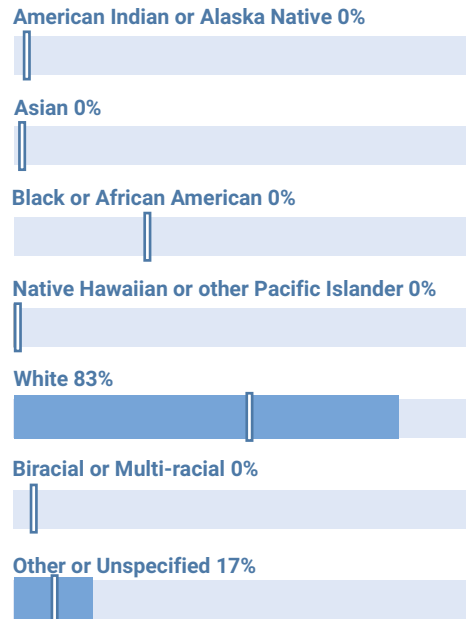 American Indian or Alaska Native 0%
Asian 0%
Black or African American 0%
Native Hawaiian or other Pacific Islander 0%
White 83%
Biracial or Multi-racial 0%
Other or Unspecified 17%